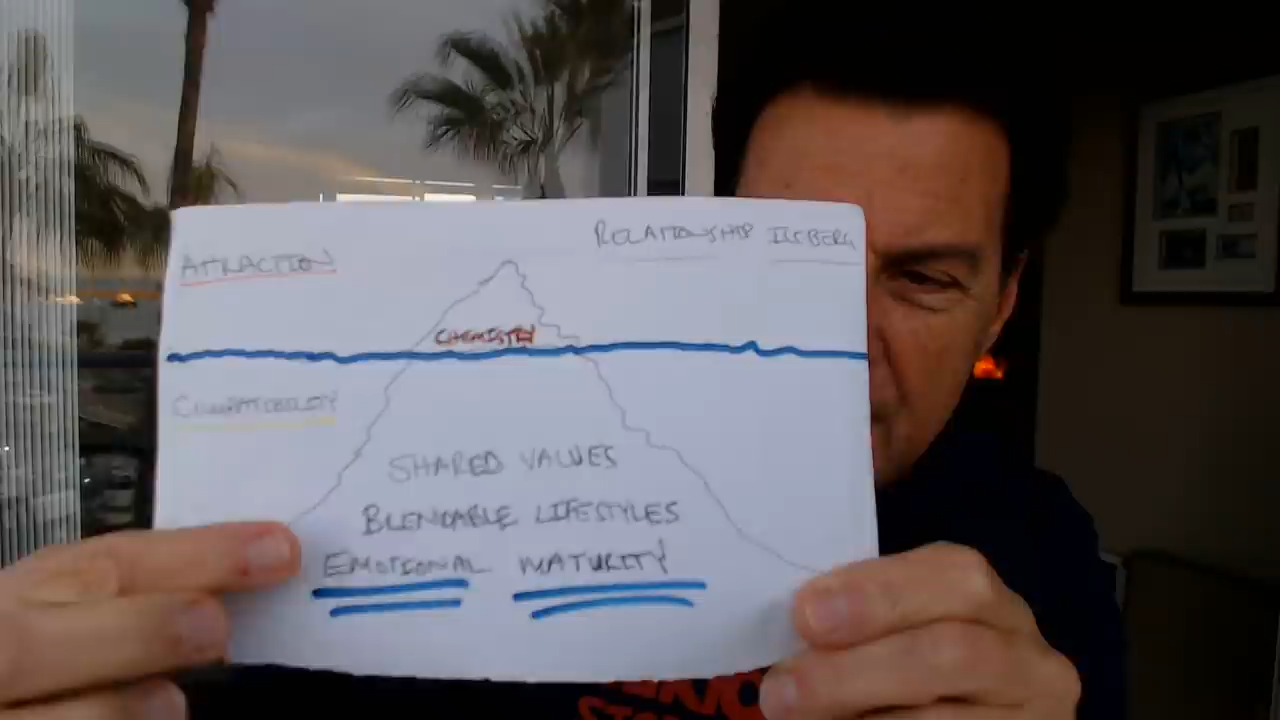 RELATIONSHIP ICEBERG
ATTRACTION
CHEMISTRY
COMPATIBILITY
SHARED VALUES
BLENDABLE LIFESTYLES
EMOTIONAL MATURITY